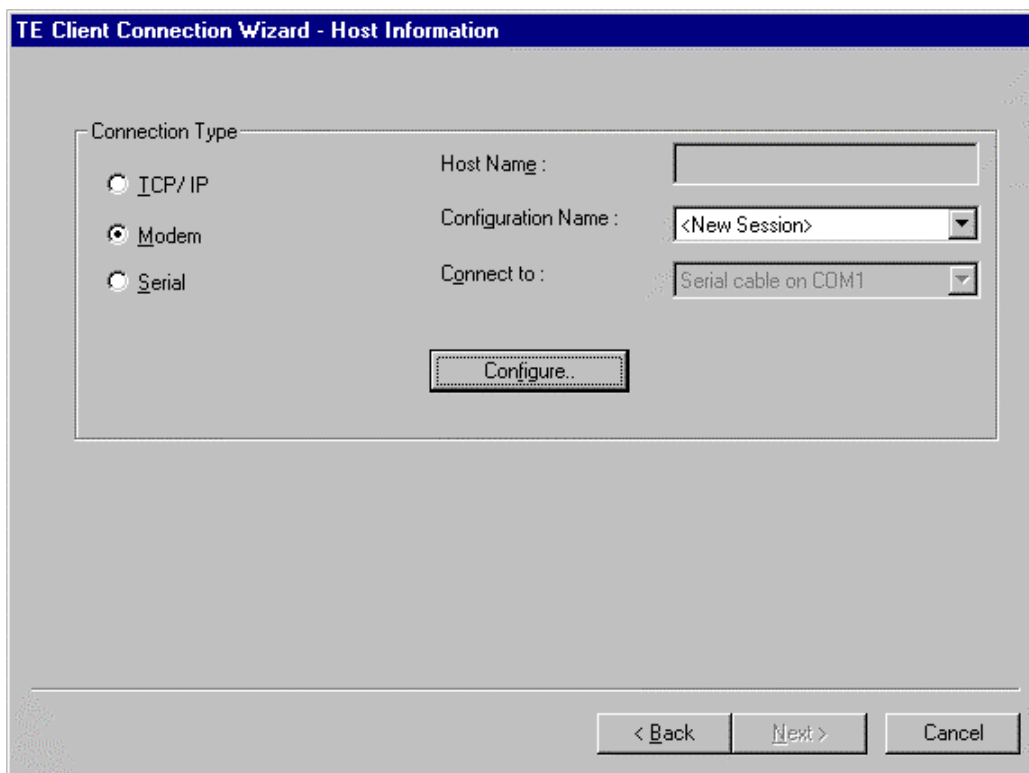 TE Client Connection Wizard - Host Information
Connection Type
TCP/ IP
Modem
Serial
Host Name :
Configuration Name :
<New Session>
Connect to :
Serial cable on COM1
Configure..
< Back
Next >
Cancel